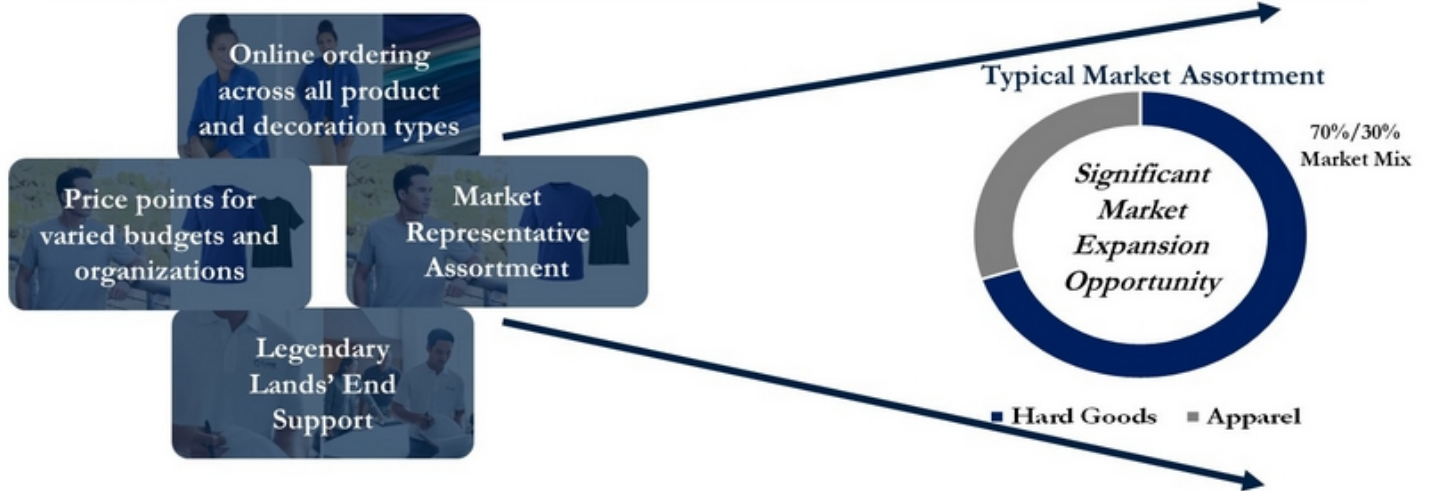 Online ordering
across all product
and decoration types
Price points for
varied budgets and
organizations
Market
Representative
Assortment
Legendary
Lands’ End
Support
Typical Market Assortment
70%/30%
Market Mix
Significant
Market
Expansion
Opportunity
Hard Goods
Apparel